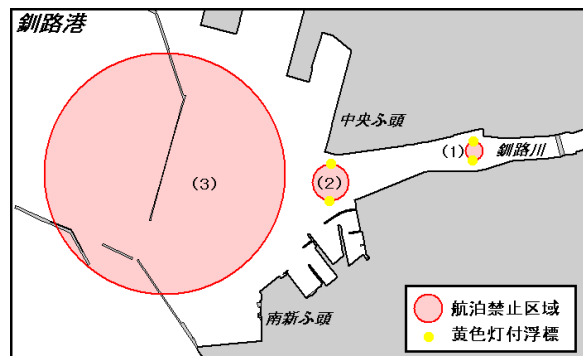 釧路港
中央ふ頭
(1)
釧路川
(2)
(3)
南新ふ頭
航泊禁止区域
黄色灯付浮標